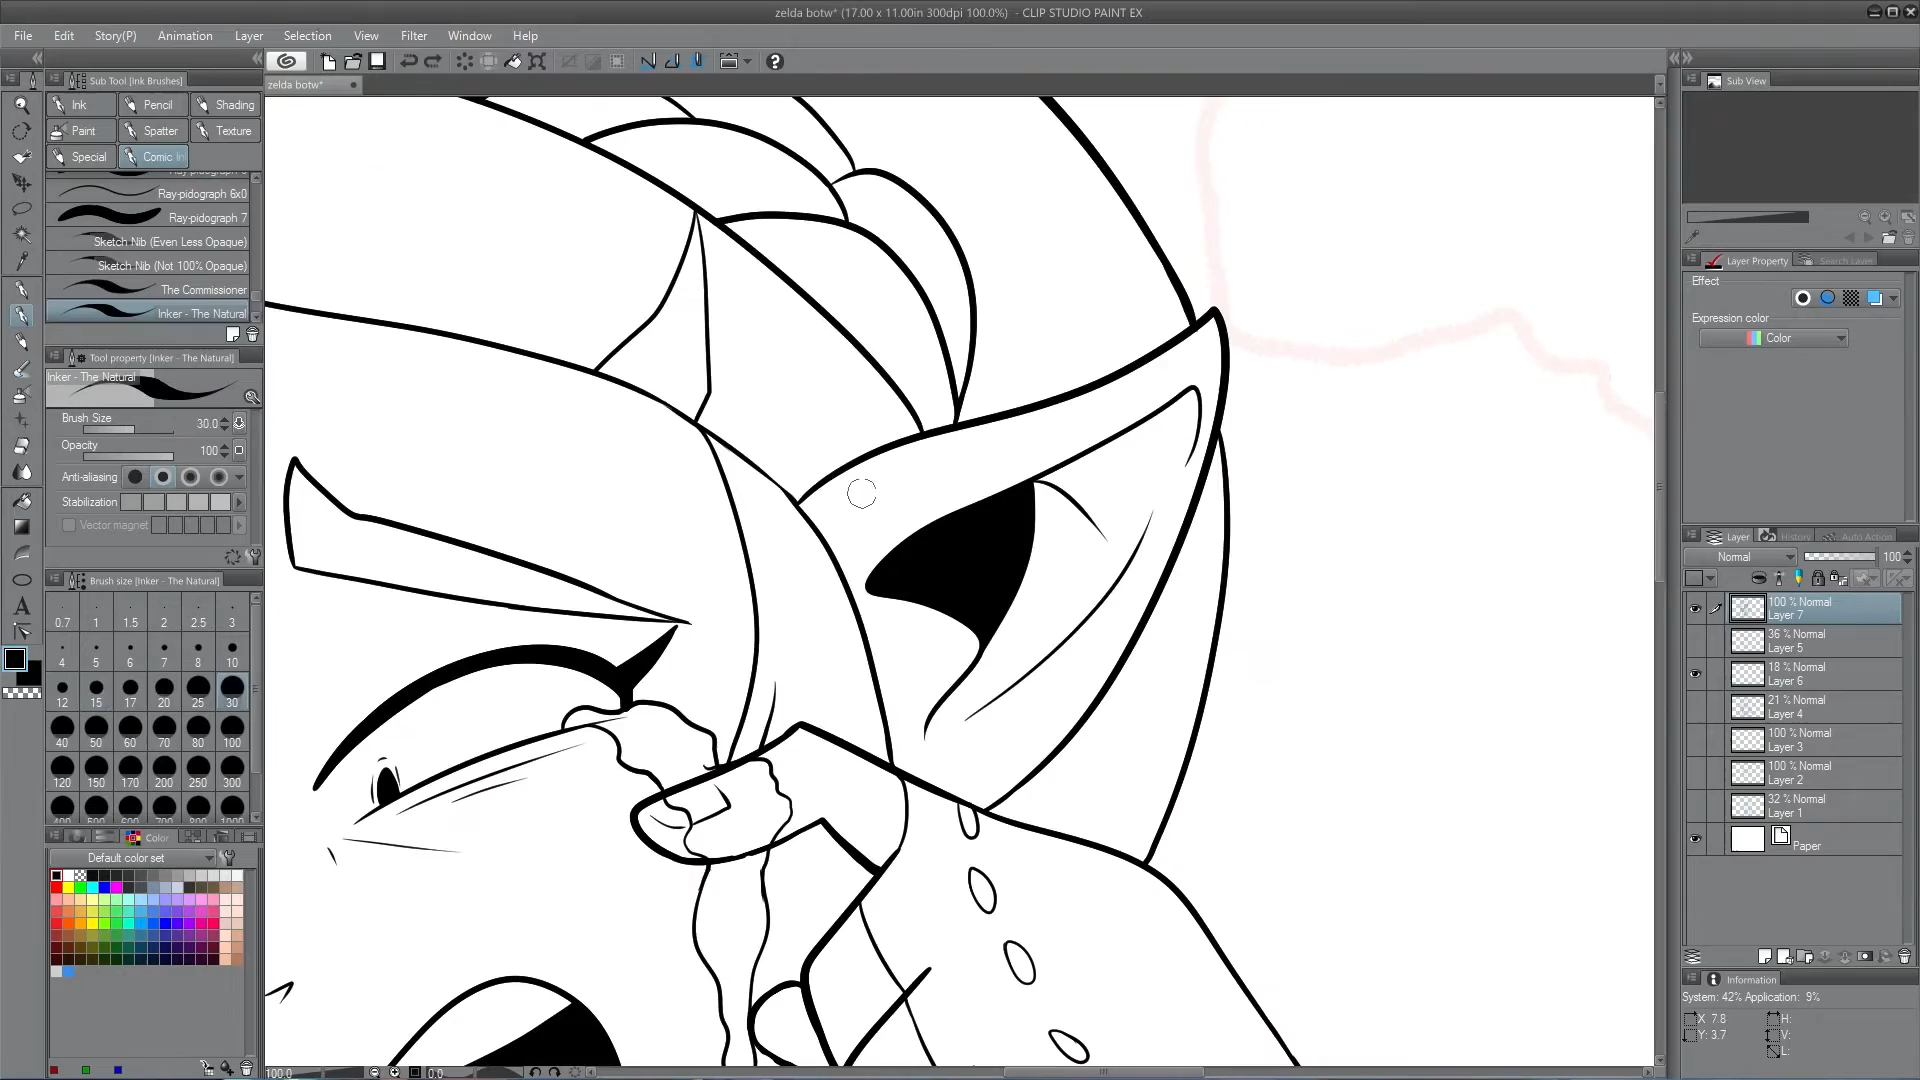 zelda botw* (17.00 x 11.00in 300dpi 100.0%) - CLIP STUDIO PAINT EX
File Edit Story(P) Animation Layer Selection View Filter Window Help
Sub Tool [Ink Brushes]
zelda botw*
Sub View
Ink Pencil Shading
Paint Spatter Texture
Special Comic In
Ray-pidograph 6x0
Ray-pidograph 7
Sketch Nib (Even Less Opaque)
Sketch Nib (Not 100% Opaque)
The Commissioner
Inker - The Natural
Tool property [Inker - The Natural]
Inker - The Natural
Brush Size 30.0
Opacity 100
Anti-aliasing
Stabilization
Vector magnet
Brush size [Inker - The Natural]
0.7 1 1.5 2 2.5 3
4 5 6 7 8 10
12 15 17 20 25 30
40 50 60 70 80 100
120 150 170 200 250 300
Color
Default color set
100.0 0.0
Layer Property Search Layer
Effect
Expression color
Color
Layer History Auto Action
Normal 100
100 % Normal
Layer 7
36 % Normal
Layer 5
18 % Normal
Layer 6
21 % Normal
Layer 4
100 % Normal
Layer 3
100 % Normal
Layer 2
32 % Normal
Layer 1
Paper
Information
System: 42% Application: 9%
X 7.8 H:
Y: 3.7 V:
L: